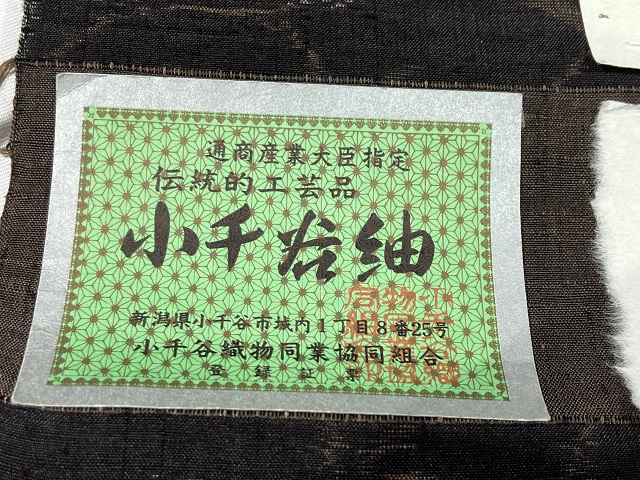 通商産業大臣指定
伝統的工芸品
小千谷紬
新潟県小千谷市城内1丁目8番25号
小千谷織物同業協同組合
登録証票